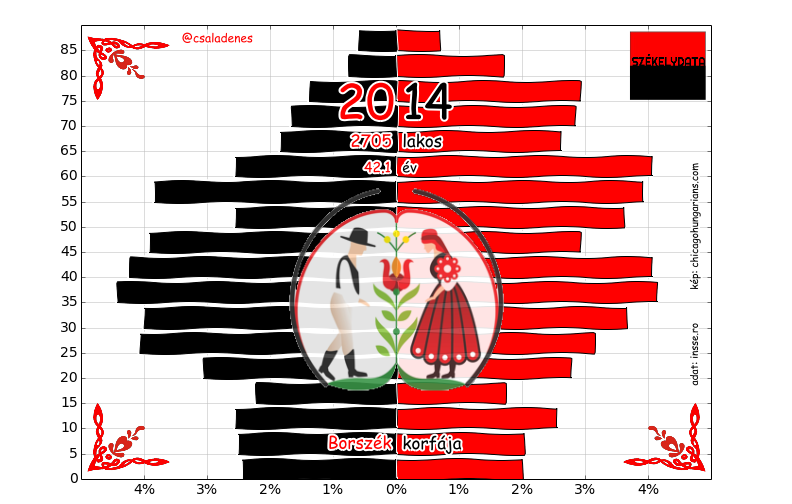 @csaladenes
SZÉKELYDATA
2014
2705 lakos
42.1 év
kép: chicagohungarians.com
adat: insse.ro
Borszék korfája
85
80
75
70
65
60
55
50
45
40
35
30
25
20
15
10
5
0
4% 3% 2% 1% 0% 1% 2% 3% 4%